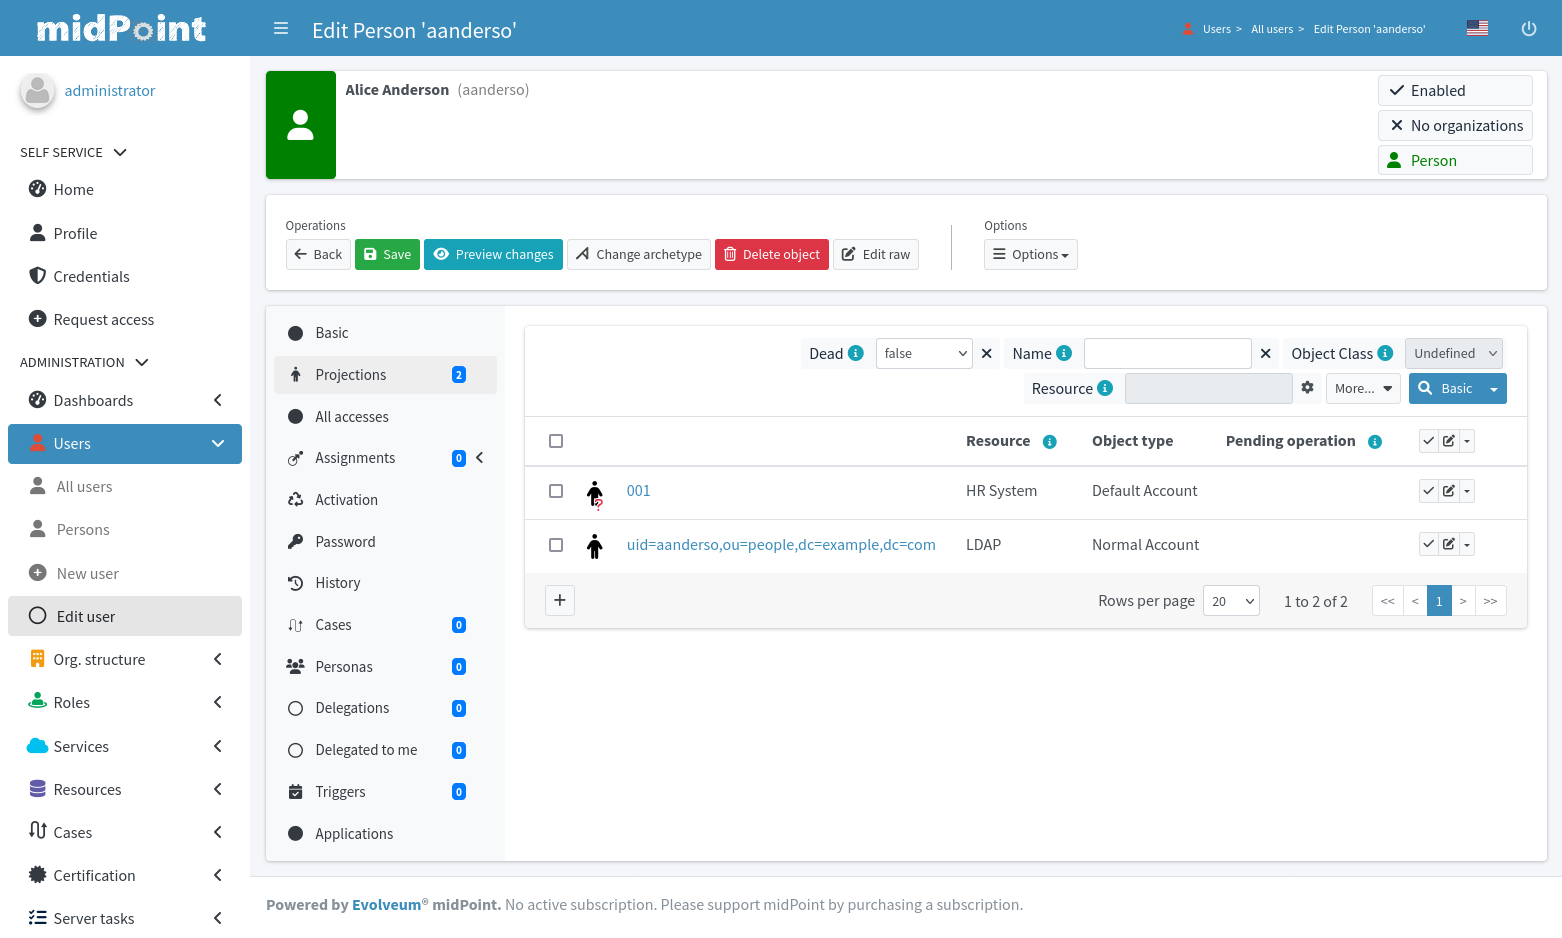 midPoint
Edit Person 'aanderso'
Users > All users > Edit Person 'aanderso'
administrator
SELF SERVICE
Home
Profile
Credentials
Request access
ADMINISTRATION
Dashboards
Users
All users
Persons
New user
Edit user
Org. structure
Roles
Services
Resources
Cases
Certification
Server tasks
Alice Anderson (aanderso)
Enabled
No organizations
Person
Operations
Back
Save
Preview changes
Change archetype
Delete object
Edit raw
Options
Options
Basic
Projections 2
All accesses
Assignments 0
Activation
Password
History
Cases 0
Personas 0
Delegations 0
Delegated to me 0
Triggers 0
Applications
Dead false Name Object Class Undefined
Resource More... Basic
Resource Object type Pending operation
001 HR System Default Account
uid=aanderso,ou=people,dc=example,dc=com LDAP Normal Account
Rows per page 20 1 to 2 of 2 << < 1 > >>
Powered by Evolveum® midPoint. No active subscription. Please support midPoint by purchasing a subscription.